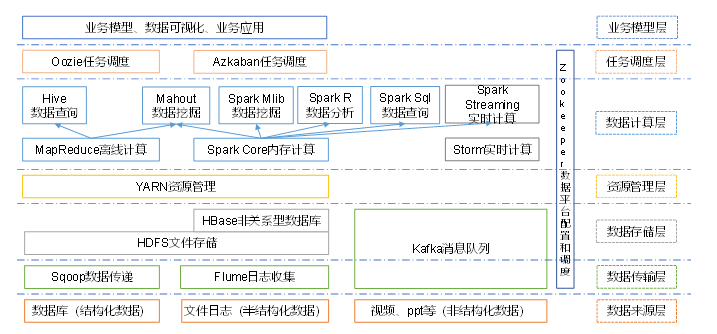 业务模型、数据可视化、业务应用
业务模型层
Oozie任务调度
Azkaban任务调度
任务调度层
Zookeeper数据平台配置和调度
Hive
数据查询
Mahout
数据挖掘
Spark Mlib
数据挖掘
Spark R
数据分析
Spark Sql
数据查询
Spark
Streaming
实时计算
数据计算层
MapReduce离线计算
Spark Core内存计算
Storm实时计算
YARN资源管理
资源管理层
HBase非关系型数据库
HDFS文件存储
Kafka消息队列
数据存储层
Sqoop数据传递
Flume日志收集
数据传输层
数据库（结构化数据）
文件日志（半结构化数据）
视频、ppt等（非结构化数据）
数据来源层